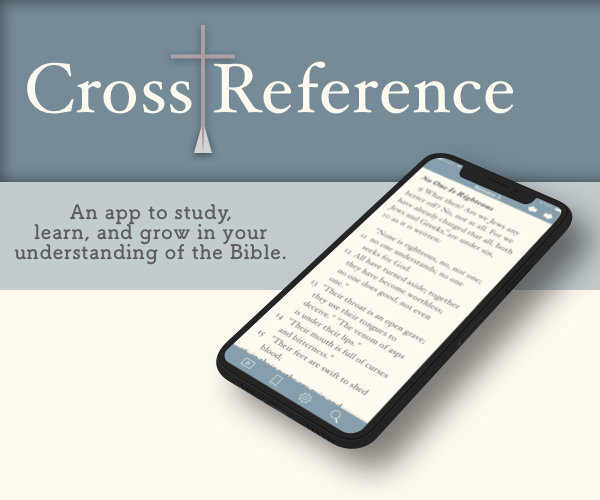 Cross Reference
An app to study,
learn, and grow in your
understanding of the Bible.
No One Is Righteous
9 What then? Are we Jews any
better off? No, not at all. For we
have already charged that all, both
Jews and Greeks, are under sin,
10 as it is written:
"None is righteous, no, not one;
11 no one understands; no one
seeks for God.
12 All have turned aside; together
they have become worthless;
no one does good, not even
one."
13 "Their throat is an open grave;
they use their tongues to
deceive." "The venom of asps
is under their lips."
14 "Their mouth is full of curses
and bitterness."
15 "Their feet are swift to shed
blood;